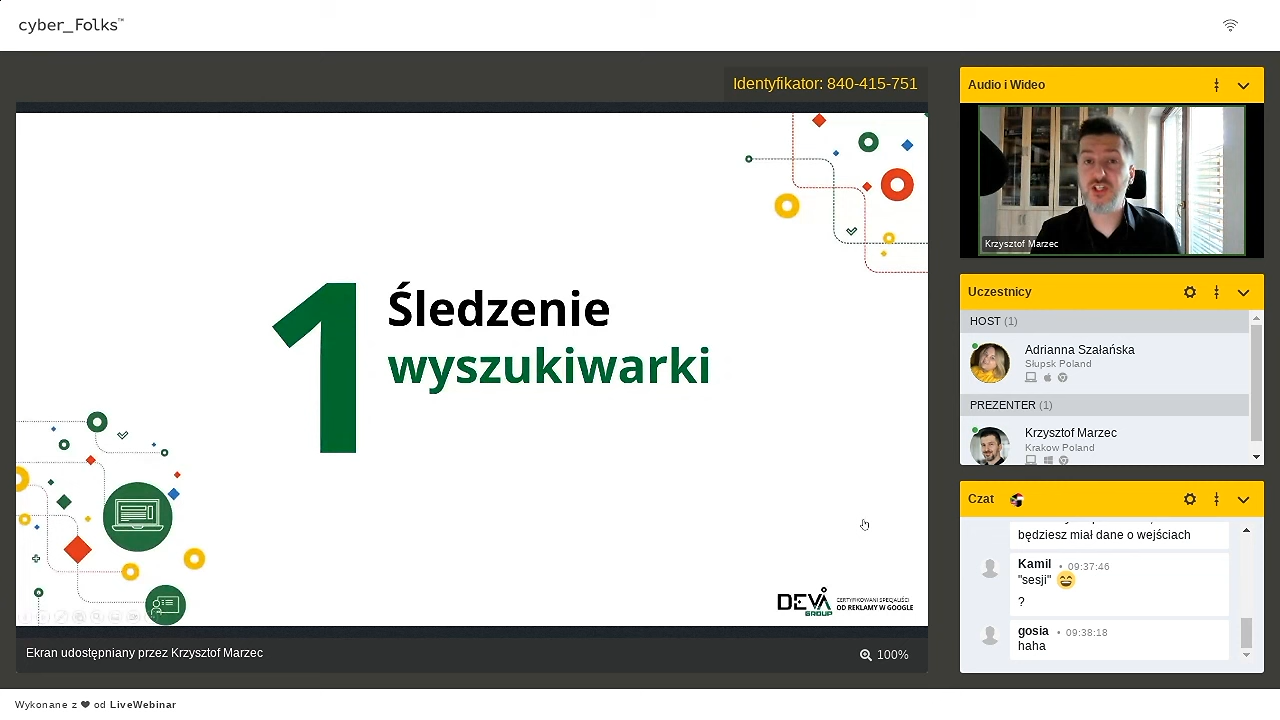 cyber_Folks™
Identyfikator: 840-415-751
1
Śledzenie
wyszukiwarki
DEVA
GROUP
CERTYFIKOWANI SPECJALIŚCI
OD REKLAMY W GOOGLE
Ekran udostępniany przez Krzysztof Marzec
100%
Audio i Wideo
Krzysztof Marzec
Uczestnicy
HOST (1)
Adrianna Szałańska
Słupsk Poland
PREZENTER (1)
Krzysztof Marzec
Krakow Poland
Czat
będziesz miał dane o wejściach
Kamil • 09:37:46
"sesji" 😄
?
gosia • 09:38:18
haha
Wykonane z ❤ od LiveWebinar